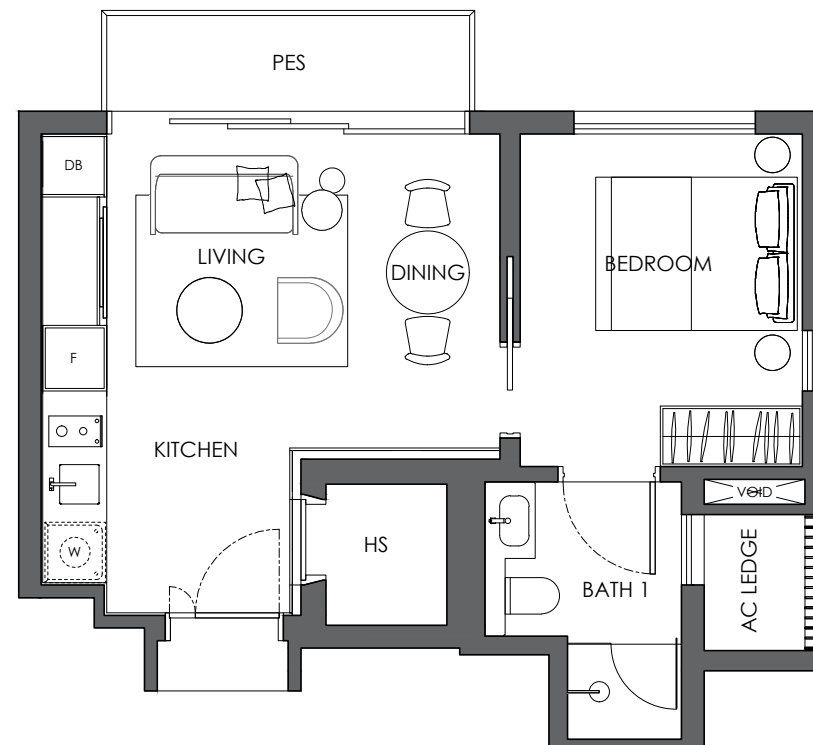 PES
DB
LIVING
DINING
BEDROOM
F
KITCHEN
VOID
HS
W
BATH 1
AC LEDGE